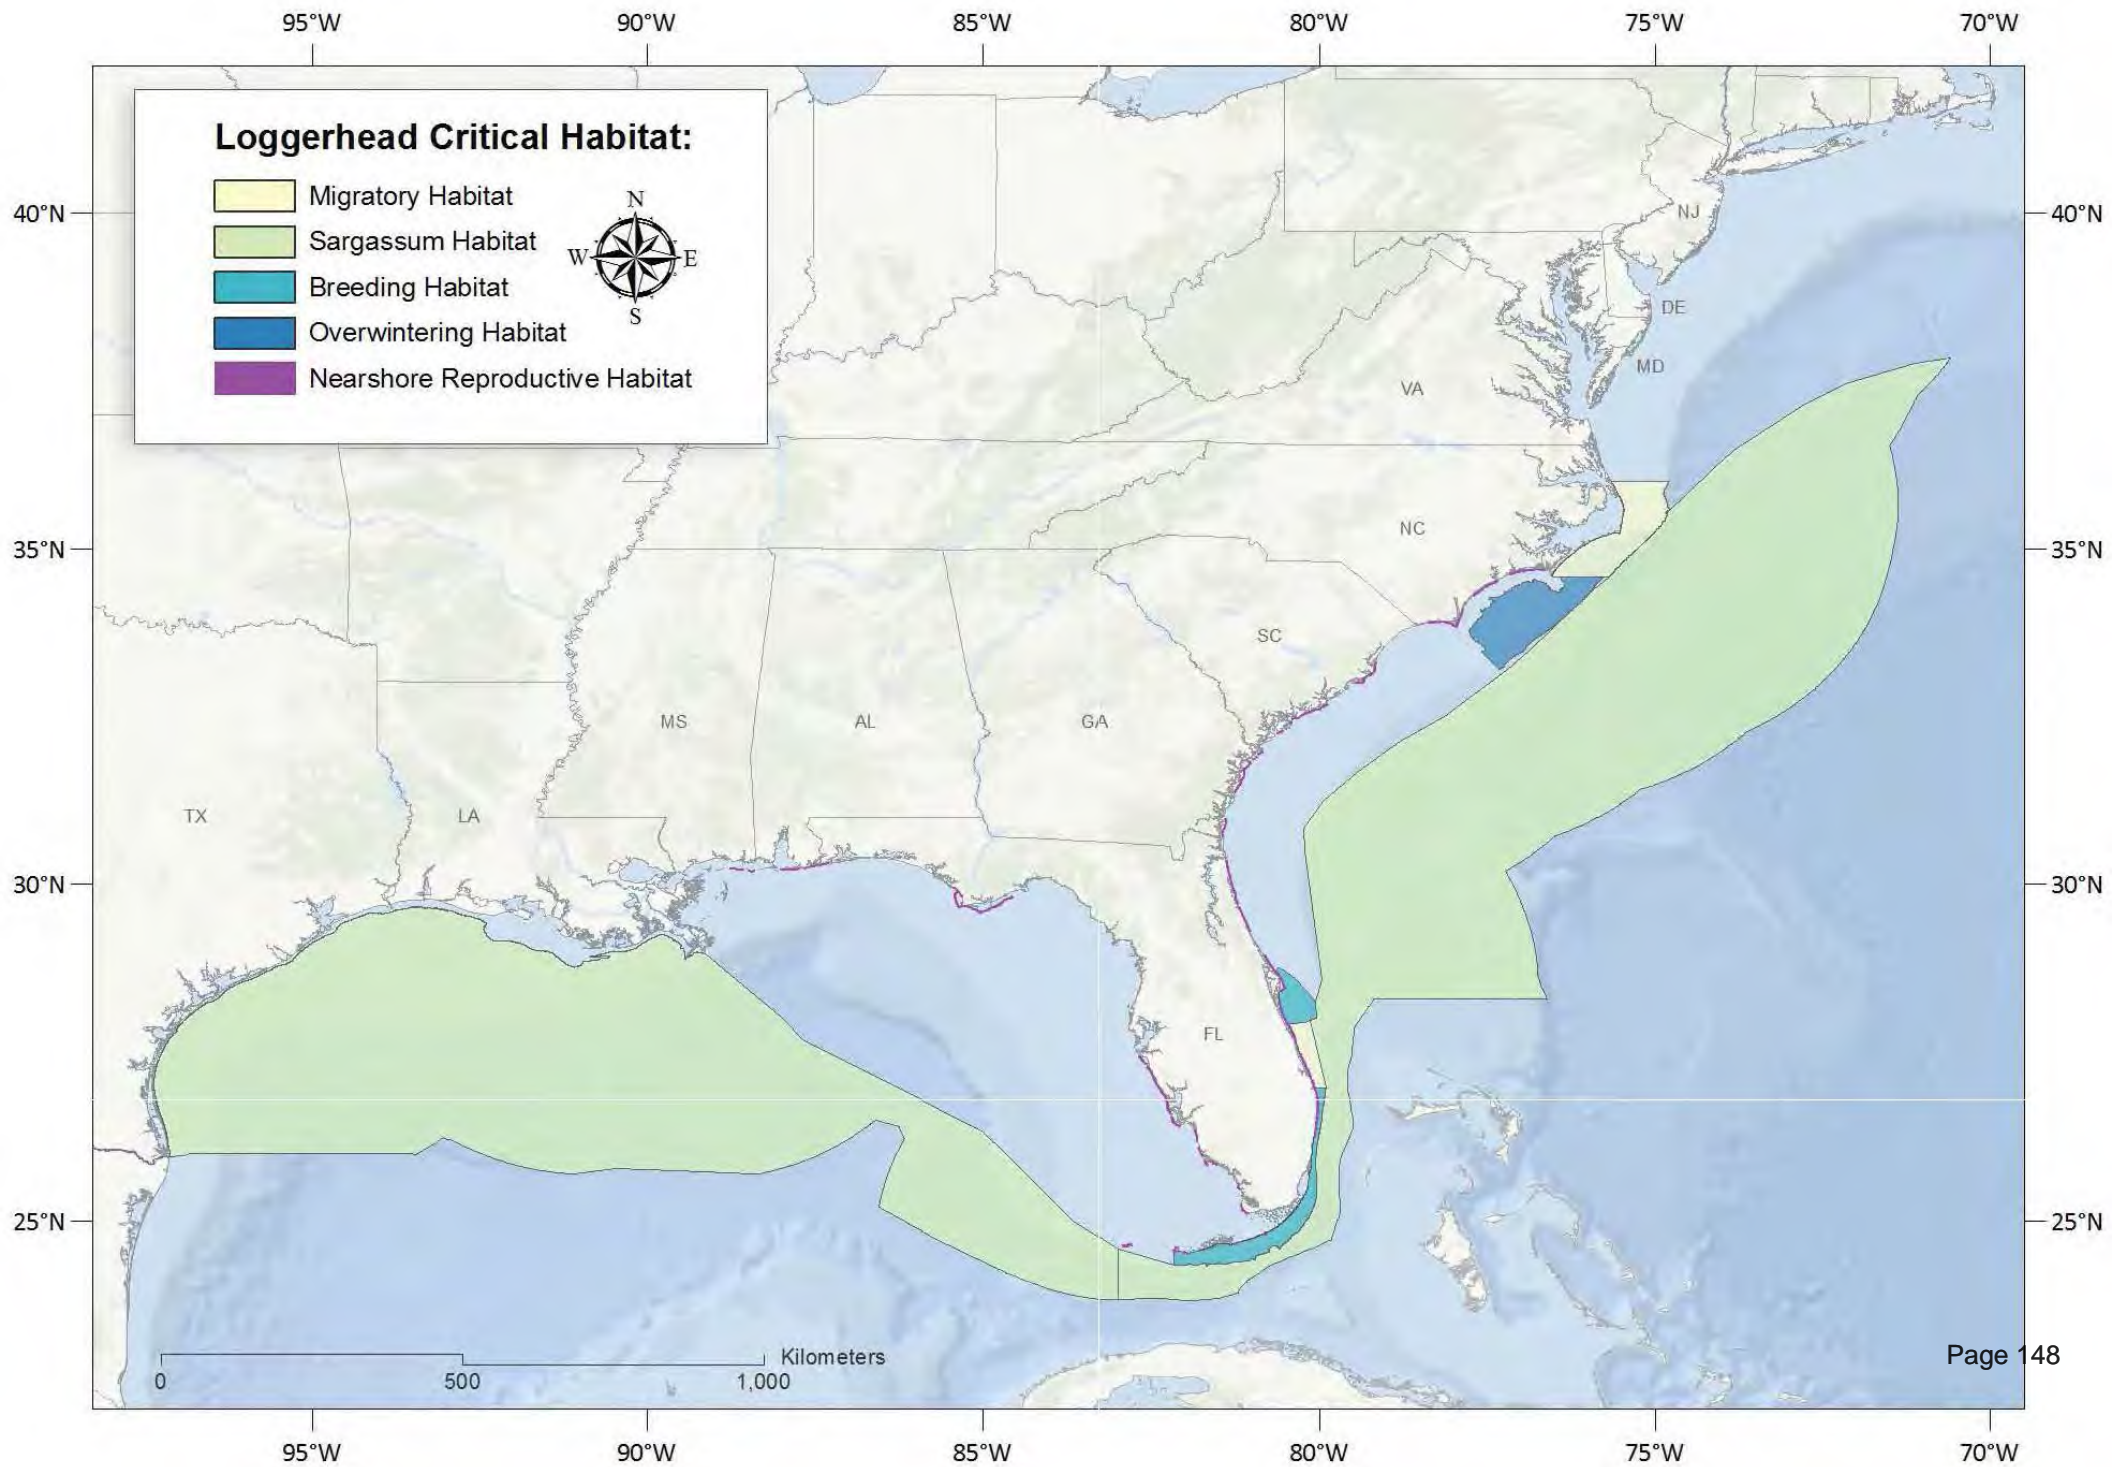 95°W 90°W 85°W 80°W 75°W 70°W
Loggerhead Critical Habitat:
Migratory Habitat
Sargassum Habitat
Breeding Habitat
Overwintering Habitat
Nearshore Reproductive Habitat
N
W E
S
40°N 40°N
NJ
DE
MD
VA
35°N 35°N
NC
SC
MS AL GA
TX LA
30°N 30°N
FL
25°N 25°N
Kilometers
0 500 1,000
Page 148
95°W 90°W 85°W 80°W 75°W 70°W